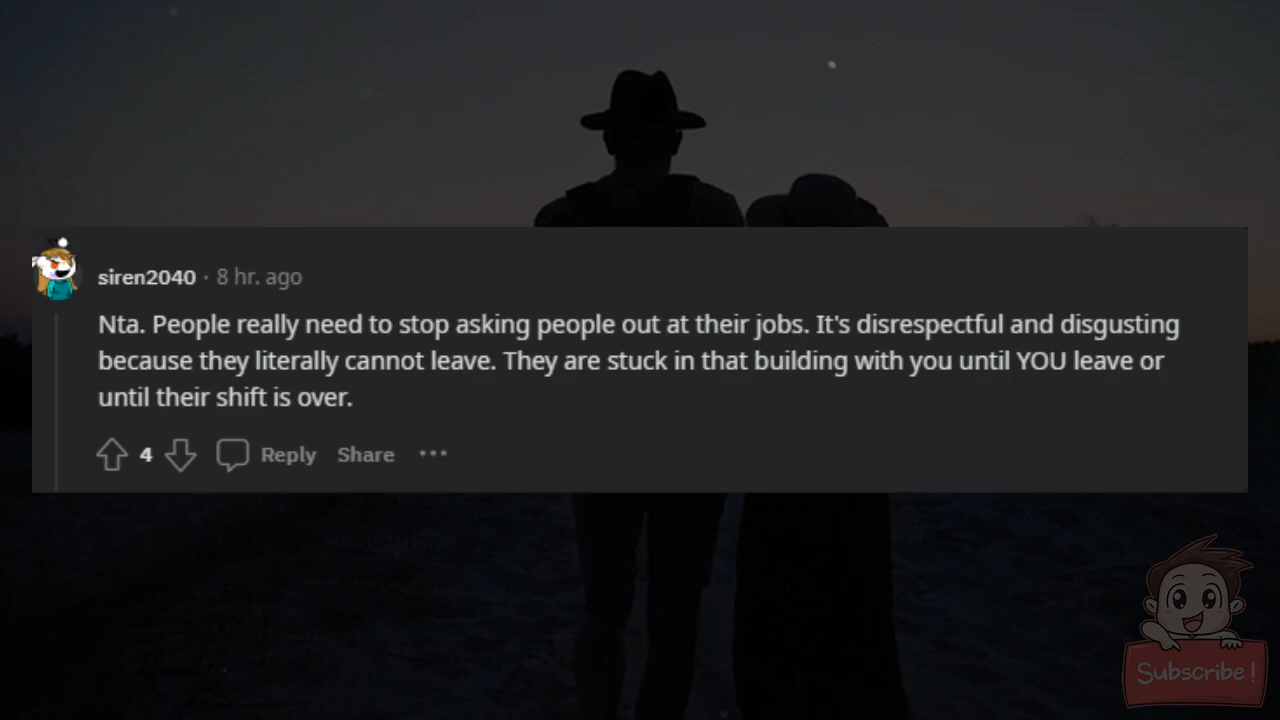 siren2040 · 8 hr. ago
Nta. People really need to stop asking people out at their jobs. It's disrespectful and disgusting
because they literally cannot leave. They are stuck in that building with you until YOU leave or
until their shift is over.
4 Reply Share ···
Subscribe!